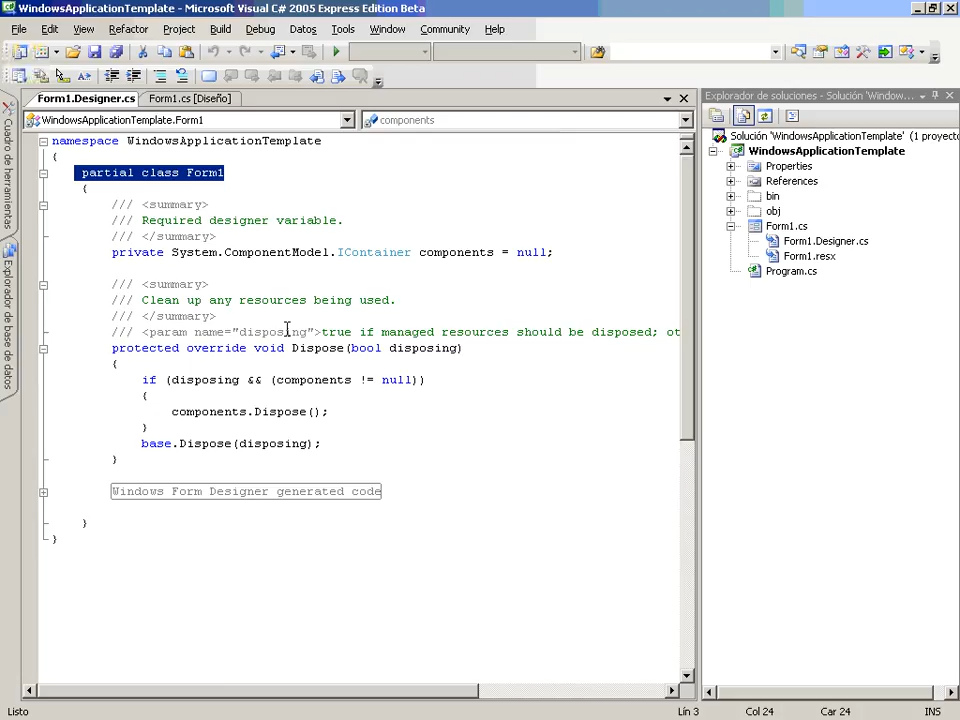 WindowsApplicationTemplate - Microsoft Visual C# 2005 Express Edition Beta
File Edit View Refactor Project Build Debug Datos Tools Window Community Help
Form1.Designer.cs Form1.cs [Diseño]
WindowsApplicationTemplate.Form1 components
namespace WindowsApplicationTemplate
{
partial class Form1
{
/// <summary>
/// Required designer variable.
/// </summary>
private System.ComponentModel.IContainer components = null;
/// <summary>
/// Clean up any resources being used.
/// </summary>
/// <param name="disposing">true if managed resources should be disposed; ot
protected override void Dispose(bool disposing)
{
if (disposing && (components != null))
{
components.Dispose();
}
base.Dispose(disposing);
}
Windows Form Designer generated code
}
}
Cuadro de herramientas
Explorador de base de datos
Explorador de soluciones - Solución 'Window...
Solución 'WindowsApplicationTemplate' (1 proyecto
WindowsApplicationTemplate
Properties
References
bin
obj
Form1.cs
Form1.Designer.cs
Form1.resx
Program.cs
Listo Lín 3 Col 24 Car 24 INS